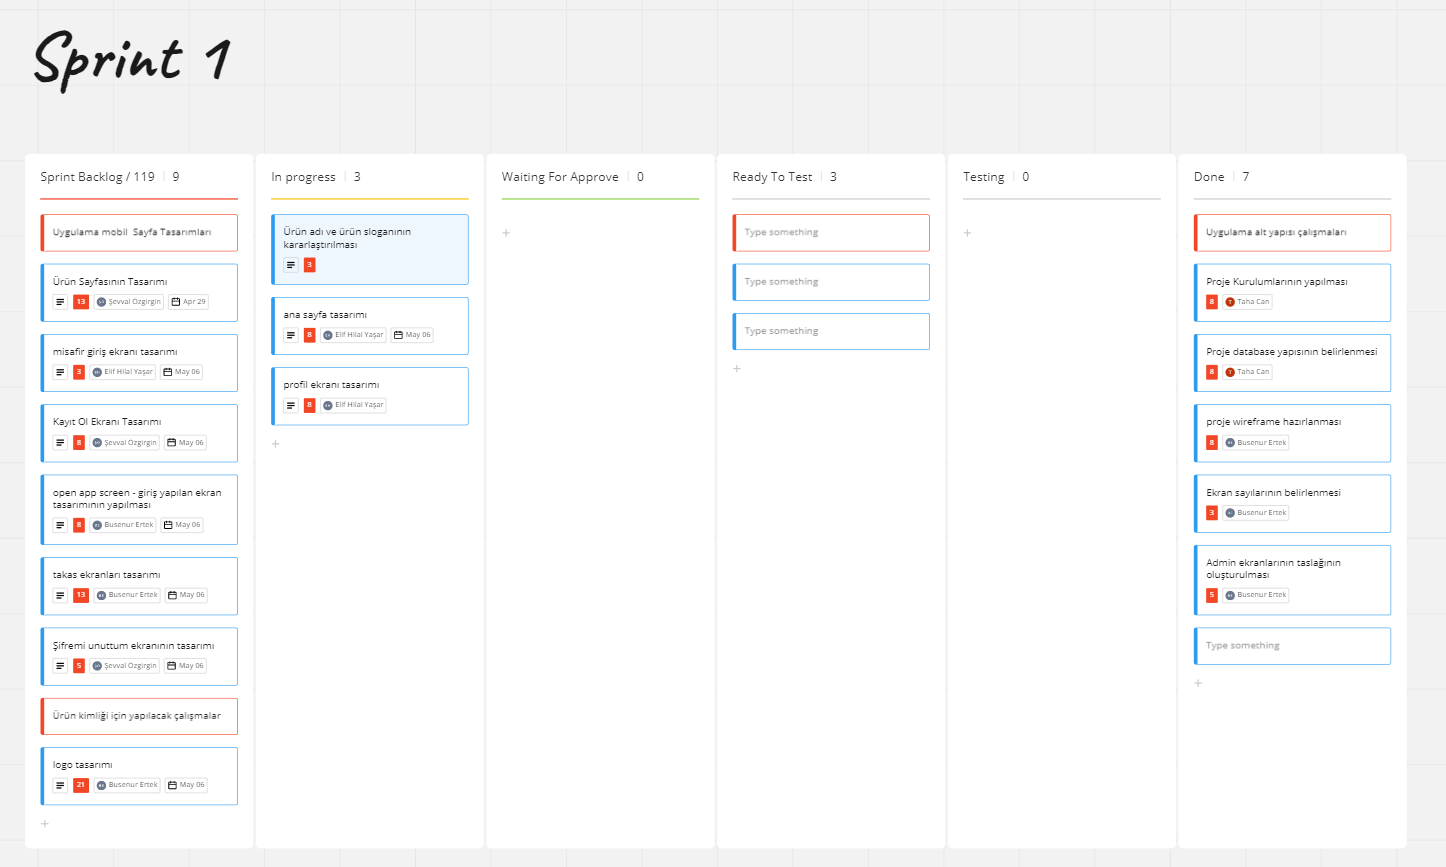 Sprint 1
Sprint Backlog / 119 | 9
Uygulama mobil Sayfa Tasarımları
Ürün Sayfasının Tasarımı
13 Şevval Özgirgin Apr 29
misafir giriş ekranı tasarımı
3 Elif Hilal Yaşar May 06
Kayıt Ol Ekranı Tasarımı
8 Şevval Özgirgin May 06
open app screen - giriş yapılan ekran
tasarımının yapılması
8 Busenur Ertek May 06
takas ekranları tasarımı
13 Busenur Ertek May 06
Şifremi unuttum ekranının tasarımı
5 Şevval Özgirgin May 06
Ürün kimliği için yapılacak çalışmalar
logo tasarımı
21 Busenur Ertek May 06
In progress | 3
Ürün adı ve ürün sloganının
kararlaştırılması
3
ana sayfa tasarımı
8 Elif Hilal Yaşar May 06
profil ekranı tasarımı
8 Elif Hilal Yaşar
Waiting For Approve | 0
Ready To Test | 3
Type something
Type something
Type something
Testing | 0
Done | 7
Uygulama alt yapısı çalışmaları
Proje Kurulumlarının yapılması
8 T Taha Can
Proje database yapısının belirlenmesi
8 T Taha Can
proje wireframe hazırlanması
8 Busenur Ertek
Ekran sayılarının belirlenmesi
3 Busenur Ertek
Admin ekranlarının taslağının
oluşturulması
5 Busenur Ertek
Type something